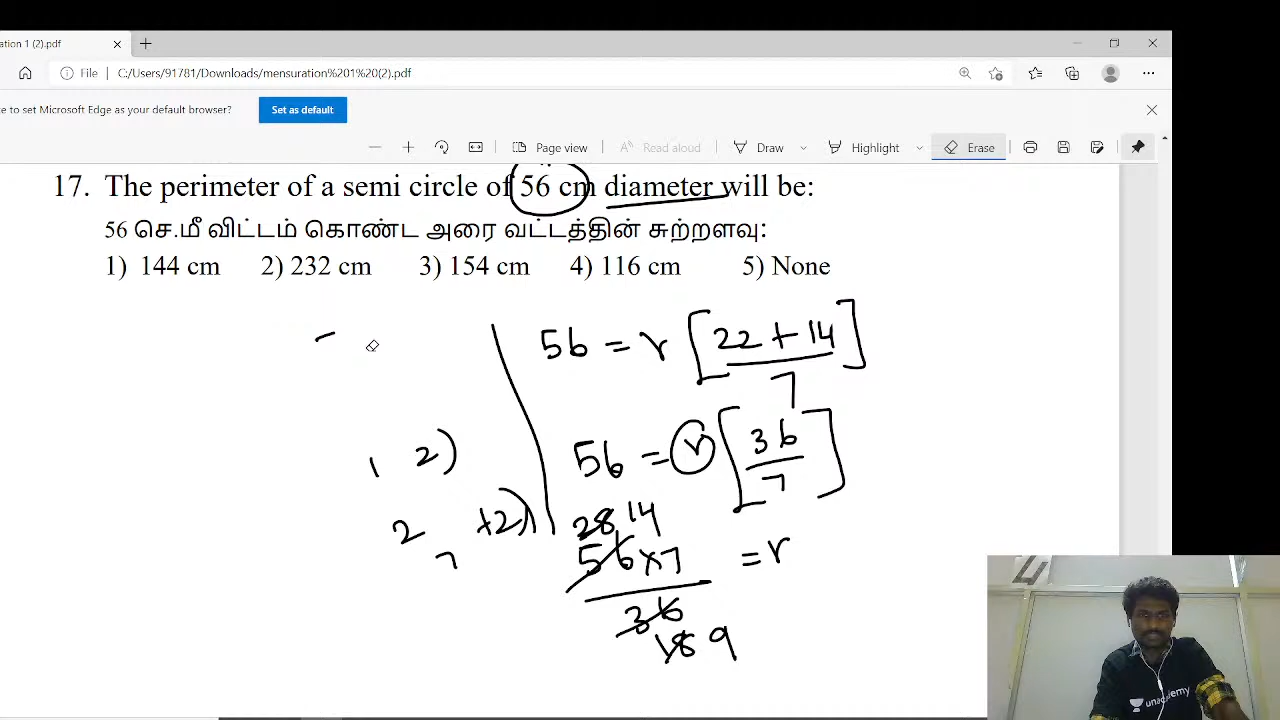 ation 1 (2).pdf
File C:/Users/91781/Downloads/mensuration%201%20(2).pdf
e to set Microsoft Edge as your default browser? Set as default
Page view Read aloud Draw Highlight Erase
17. The perimeter of a semi circle of 56 cm diameter will be:
56 செ.மீ விட்டம் கொண்ட அரை வட்டத்தின் சுற்றளவு:
1) 144 cm 2) 232 cm 3) 154 cm 4) 116 cm 5) None
56 = r [22 + 14
7]
56 = r [36
7]
2)
2 +2)
7
28 14
56 x 7 = r
36
18 9
unacademy